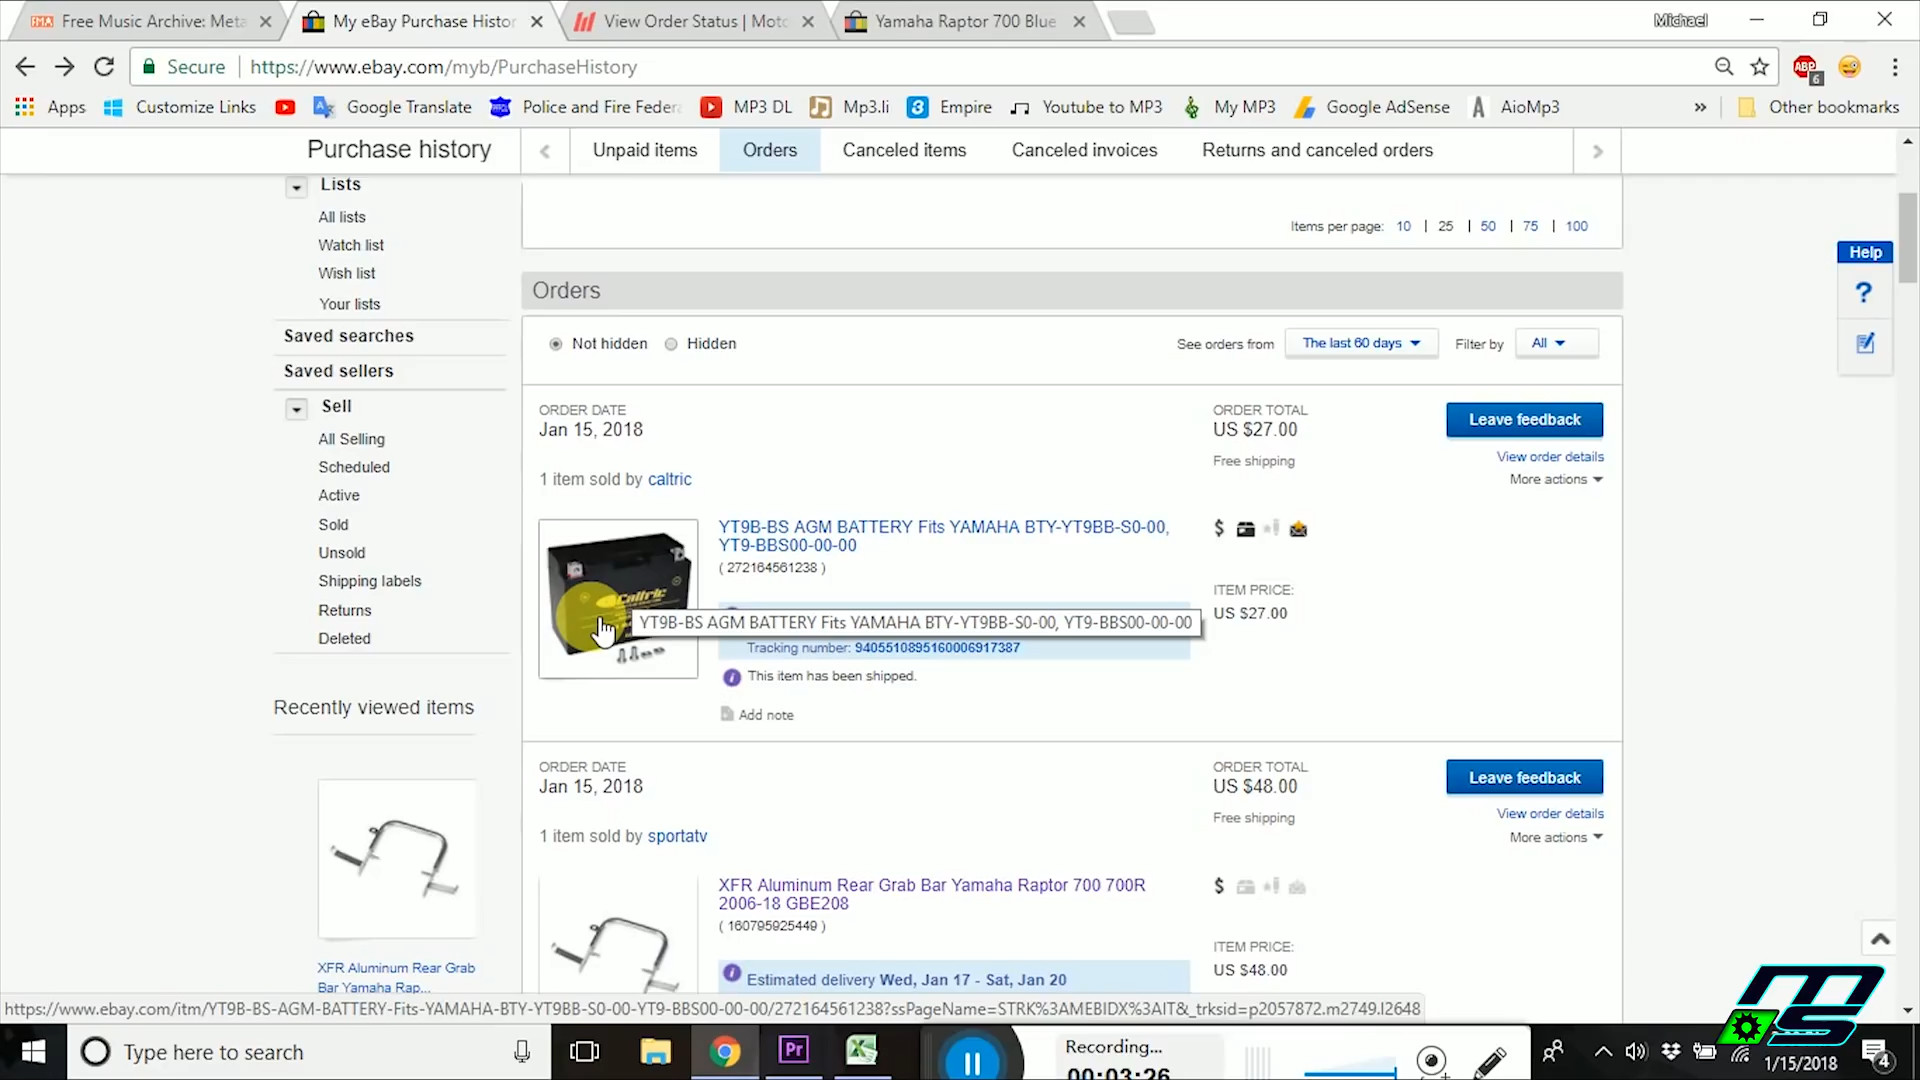 Free Music Archive: Meta
My eBay Purchase Histor
View Order Status | Moto
Yamaha Raptor 700 Blue
Michael
Secure
https://www.ebay.com/myb/PurchaseHistory
ABP
6
Apps
Customize Links
Google Translate
Police and Fire Federa
MP3 DL
Mp3.li
Empire
Youtube to MP3
My MP3
Google AdSense
AioMp3
Other bookmarks
Purchase history
Unpaid items
Orders
Canceled items
Canceled invoices
Returns and canceled orders
Lists
All lists
Watch list
Wish list
Your lists
Saved searches
Saved sellers
Sell
All Selling
Scheduled
Active
Sold
Unsold
Shipping labels
Returns
Deleted
Recently viewed items
XFR Aluminum Rear Grab
Bar Yamaha Rap...
Items per page: 10 | 25 | 50 | 75 | 100
Orders
Not hidden
Hidden
See orders from
The last 60 days
Filter by
All
ORDER DATE
Jan 15, 2018
ORDER TOTAL
US $27.00
Free shipping
Leave feedback
View order details
More actions
1 item sold by caltric
Caltric
YT9B-BS AGM BATTERY Fits YAMAHA BTY-YT9BB-S0-00,
YT9-BBS00-00-00
( 272164561238 )
YT9B-BS AGM BATTERY Fits YAMAHA BTY-YT9BB-S0-00, YT9-BBS00-00-00
Tracking number: 9405510895160006917387
This item has been shipped.
Add note
ITEM PRICE:
US $27.00
ORDER DATE
Jan 15, 2018
ORDER TOTAL
US $48.00
Free shipping
Leave feedback
View order details
More actions
1 item sold by sportatv
XFR Aluminum Rear Grab Bar Yamaha Raptor 700 700R
2006-18 GBE208
( 160795925449 )
Estimated delivery Wed, Jan 17 - Sat, Jan 20
ITEM PRICE:
US $48.00
Help
?
https://www.ebay.com/itm/YT9B-BS-AGM-BATTERY-Fits-YAMAHA-BTY-YT9BB-S0-00-YT9-BBS00-00-00/272164561238?ssPageName=STRK%3AMEBIDX%3AIT&_trksid=p2057872.m2749.l2648
Type here to search
Pr
Recording...
00:03:26
1/15/2018
4